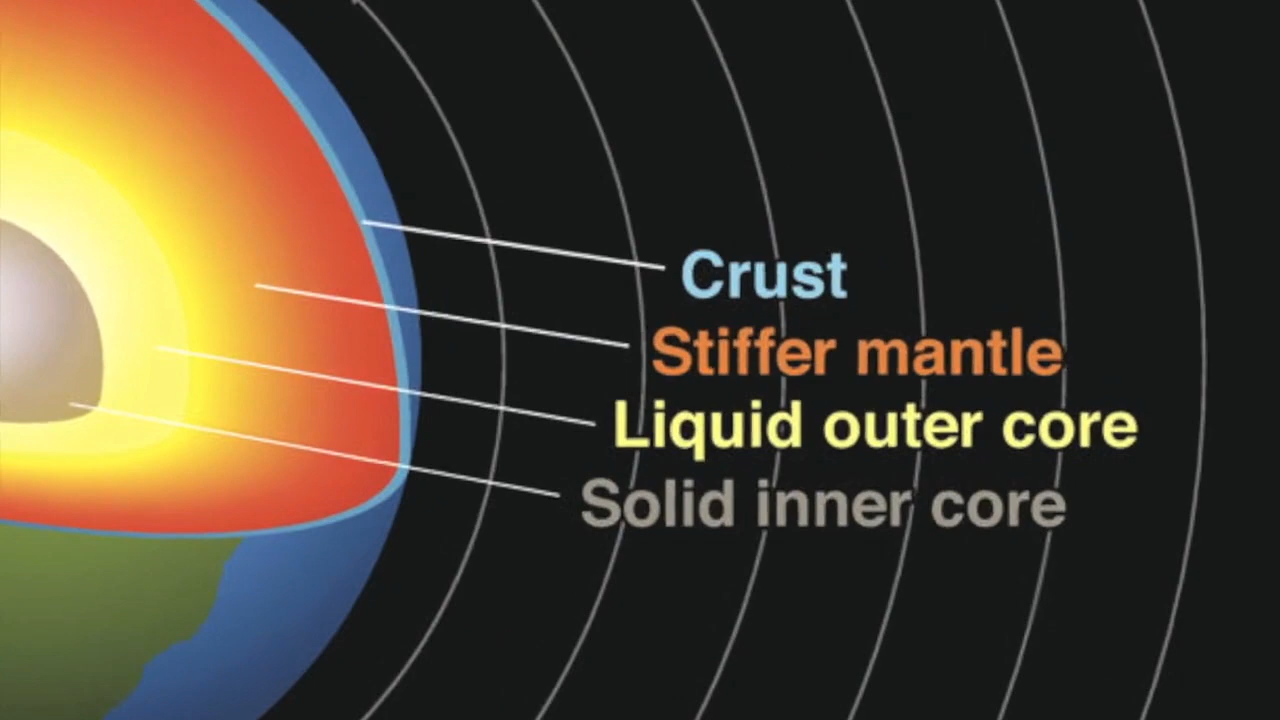 Crust
Stiffer mantle
Liquid outer core
Solid inner core